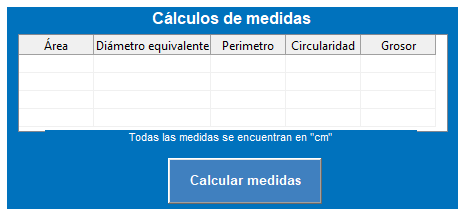 Cálculos de medidas
Área Diámetro equivalente Perimetro Circularidad Grosor
Todas las medidas se encuentran en "cm"
Calcular medidas